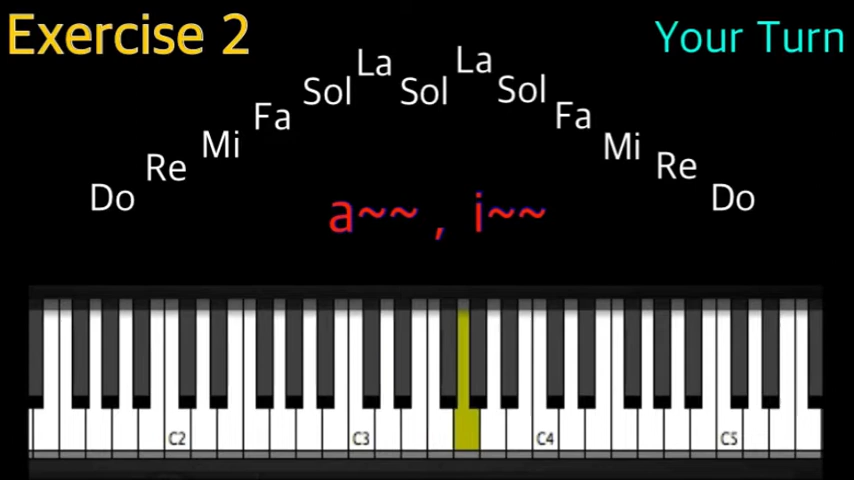 Exercise 2
Your Turn
Do Re Mi Fa Sol La Sol La Sol Fa Mi Re Do
a~~ , i~~
C2 C3 C4 C5